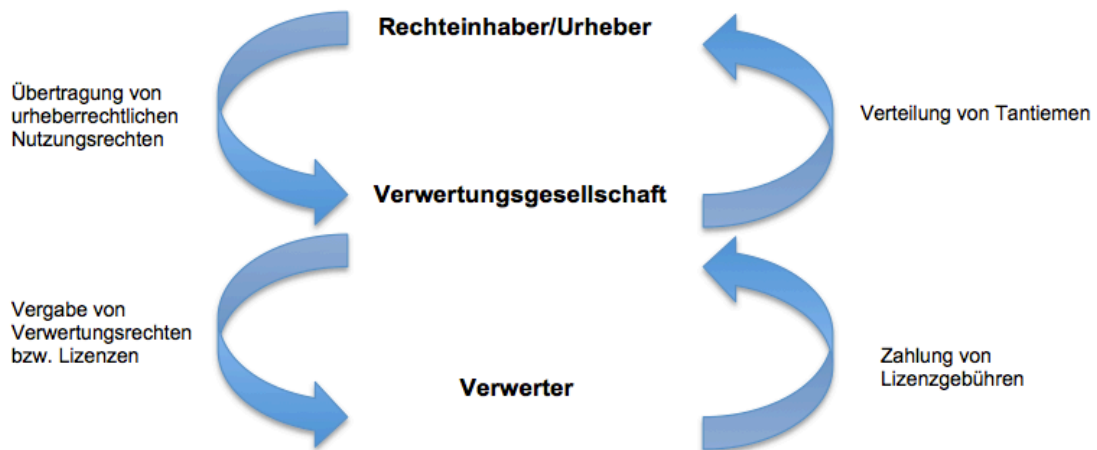 Rechteinhaber/Urheber
Übertragung von
urheberrechtlichen
Nutzungsrechten
Verteilung von Tantiemen
Verwertungsgesellschaft
Vergabe von
Verwertungsrechten
bzw. Lizenzen
Zahlung von
Lizenzgebühren
Verwerter